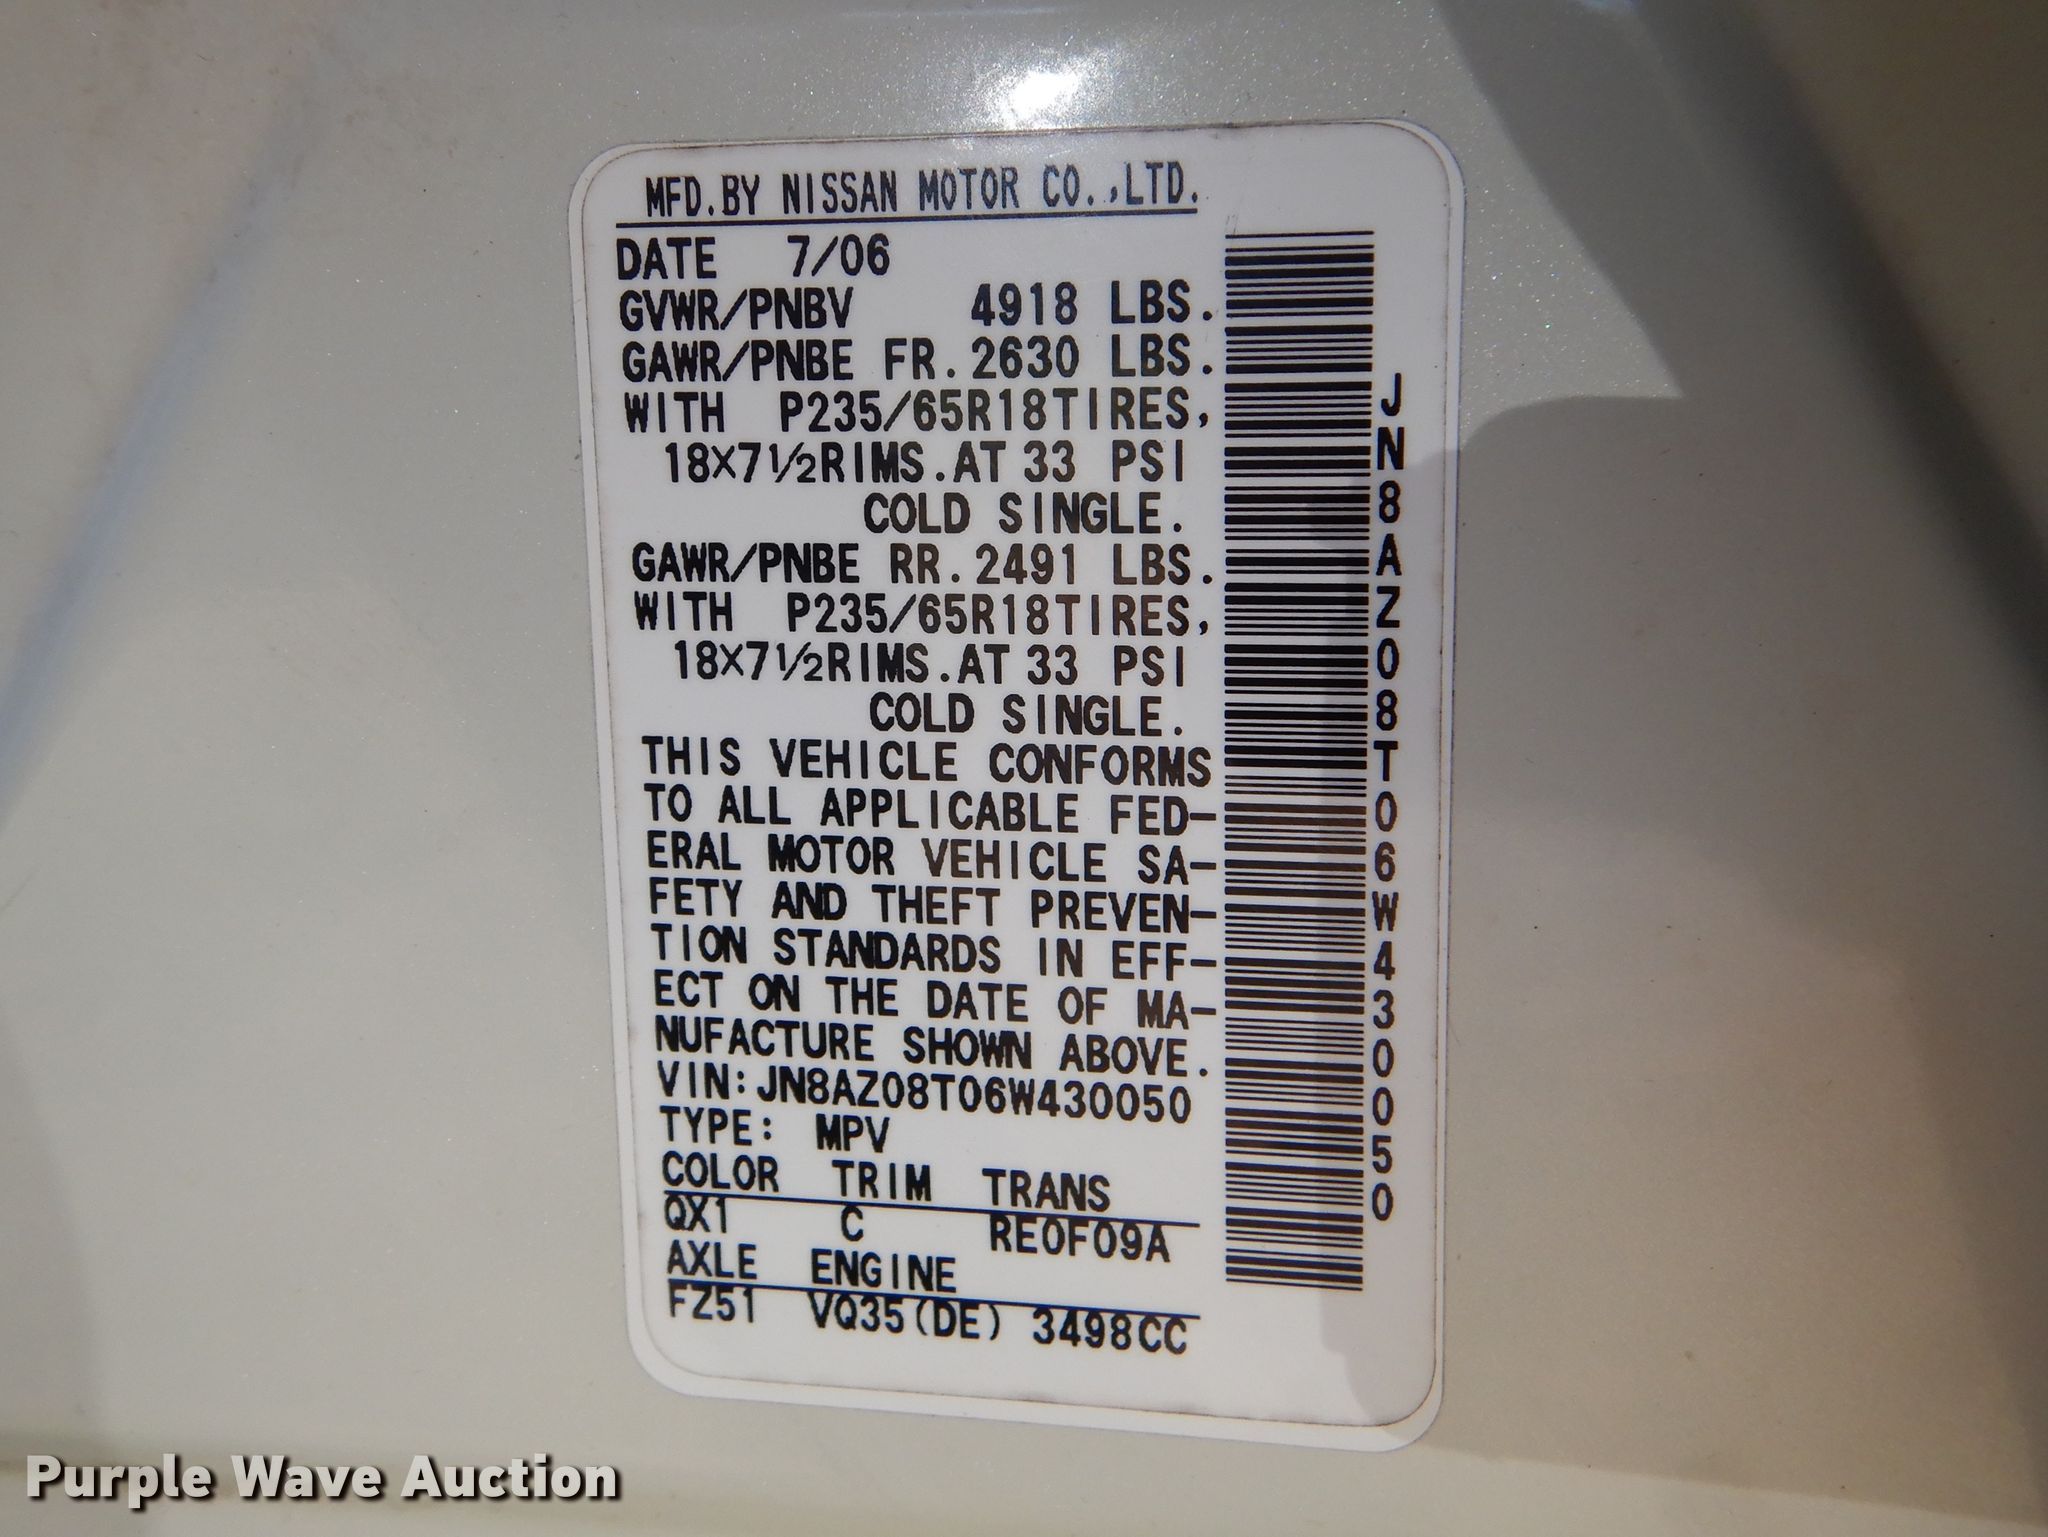 MFD.BY NISSAN MOTOR CO.,LTD.
DATE 7/06
GVWR/PNBV 4918 LBS.
GAWR/PNBE FR.2630 LBS.
WITH P235/65R18TIRES,
18×7½RIMS.AT 33 PSI
COLD SINGLE.
GAWR/PNBE RR.2491 LBS.
WITH P235/65R18TIRES,
18×7½RIMS.AT 33 PSI
COLD SINGLE.
THIS VEHICLE CONFORMS
TO ALL APPLICABLE FED-
ERAL MOTOR VEHICLE SA-
FETY AND THEFT PREVEN-
TION STANDARDS IN EFF-
ECT ON THE DATE OF MA-
NUFACTURE SHOWN ABOVE.
VIN:JN8AZ08T06W430050
TYPE: MPV
COLOR TRIM TRANS
QX1 C RE0F09A
AXLE ENGINE
FZ51 VQ35(DE) 3498CC
JN8AZ08T06W430050
Purple Wave Auction